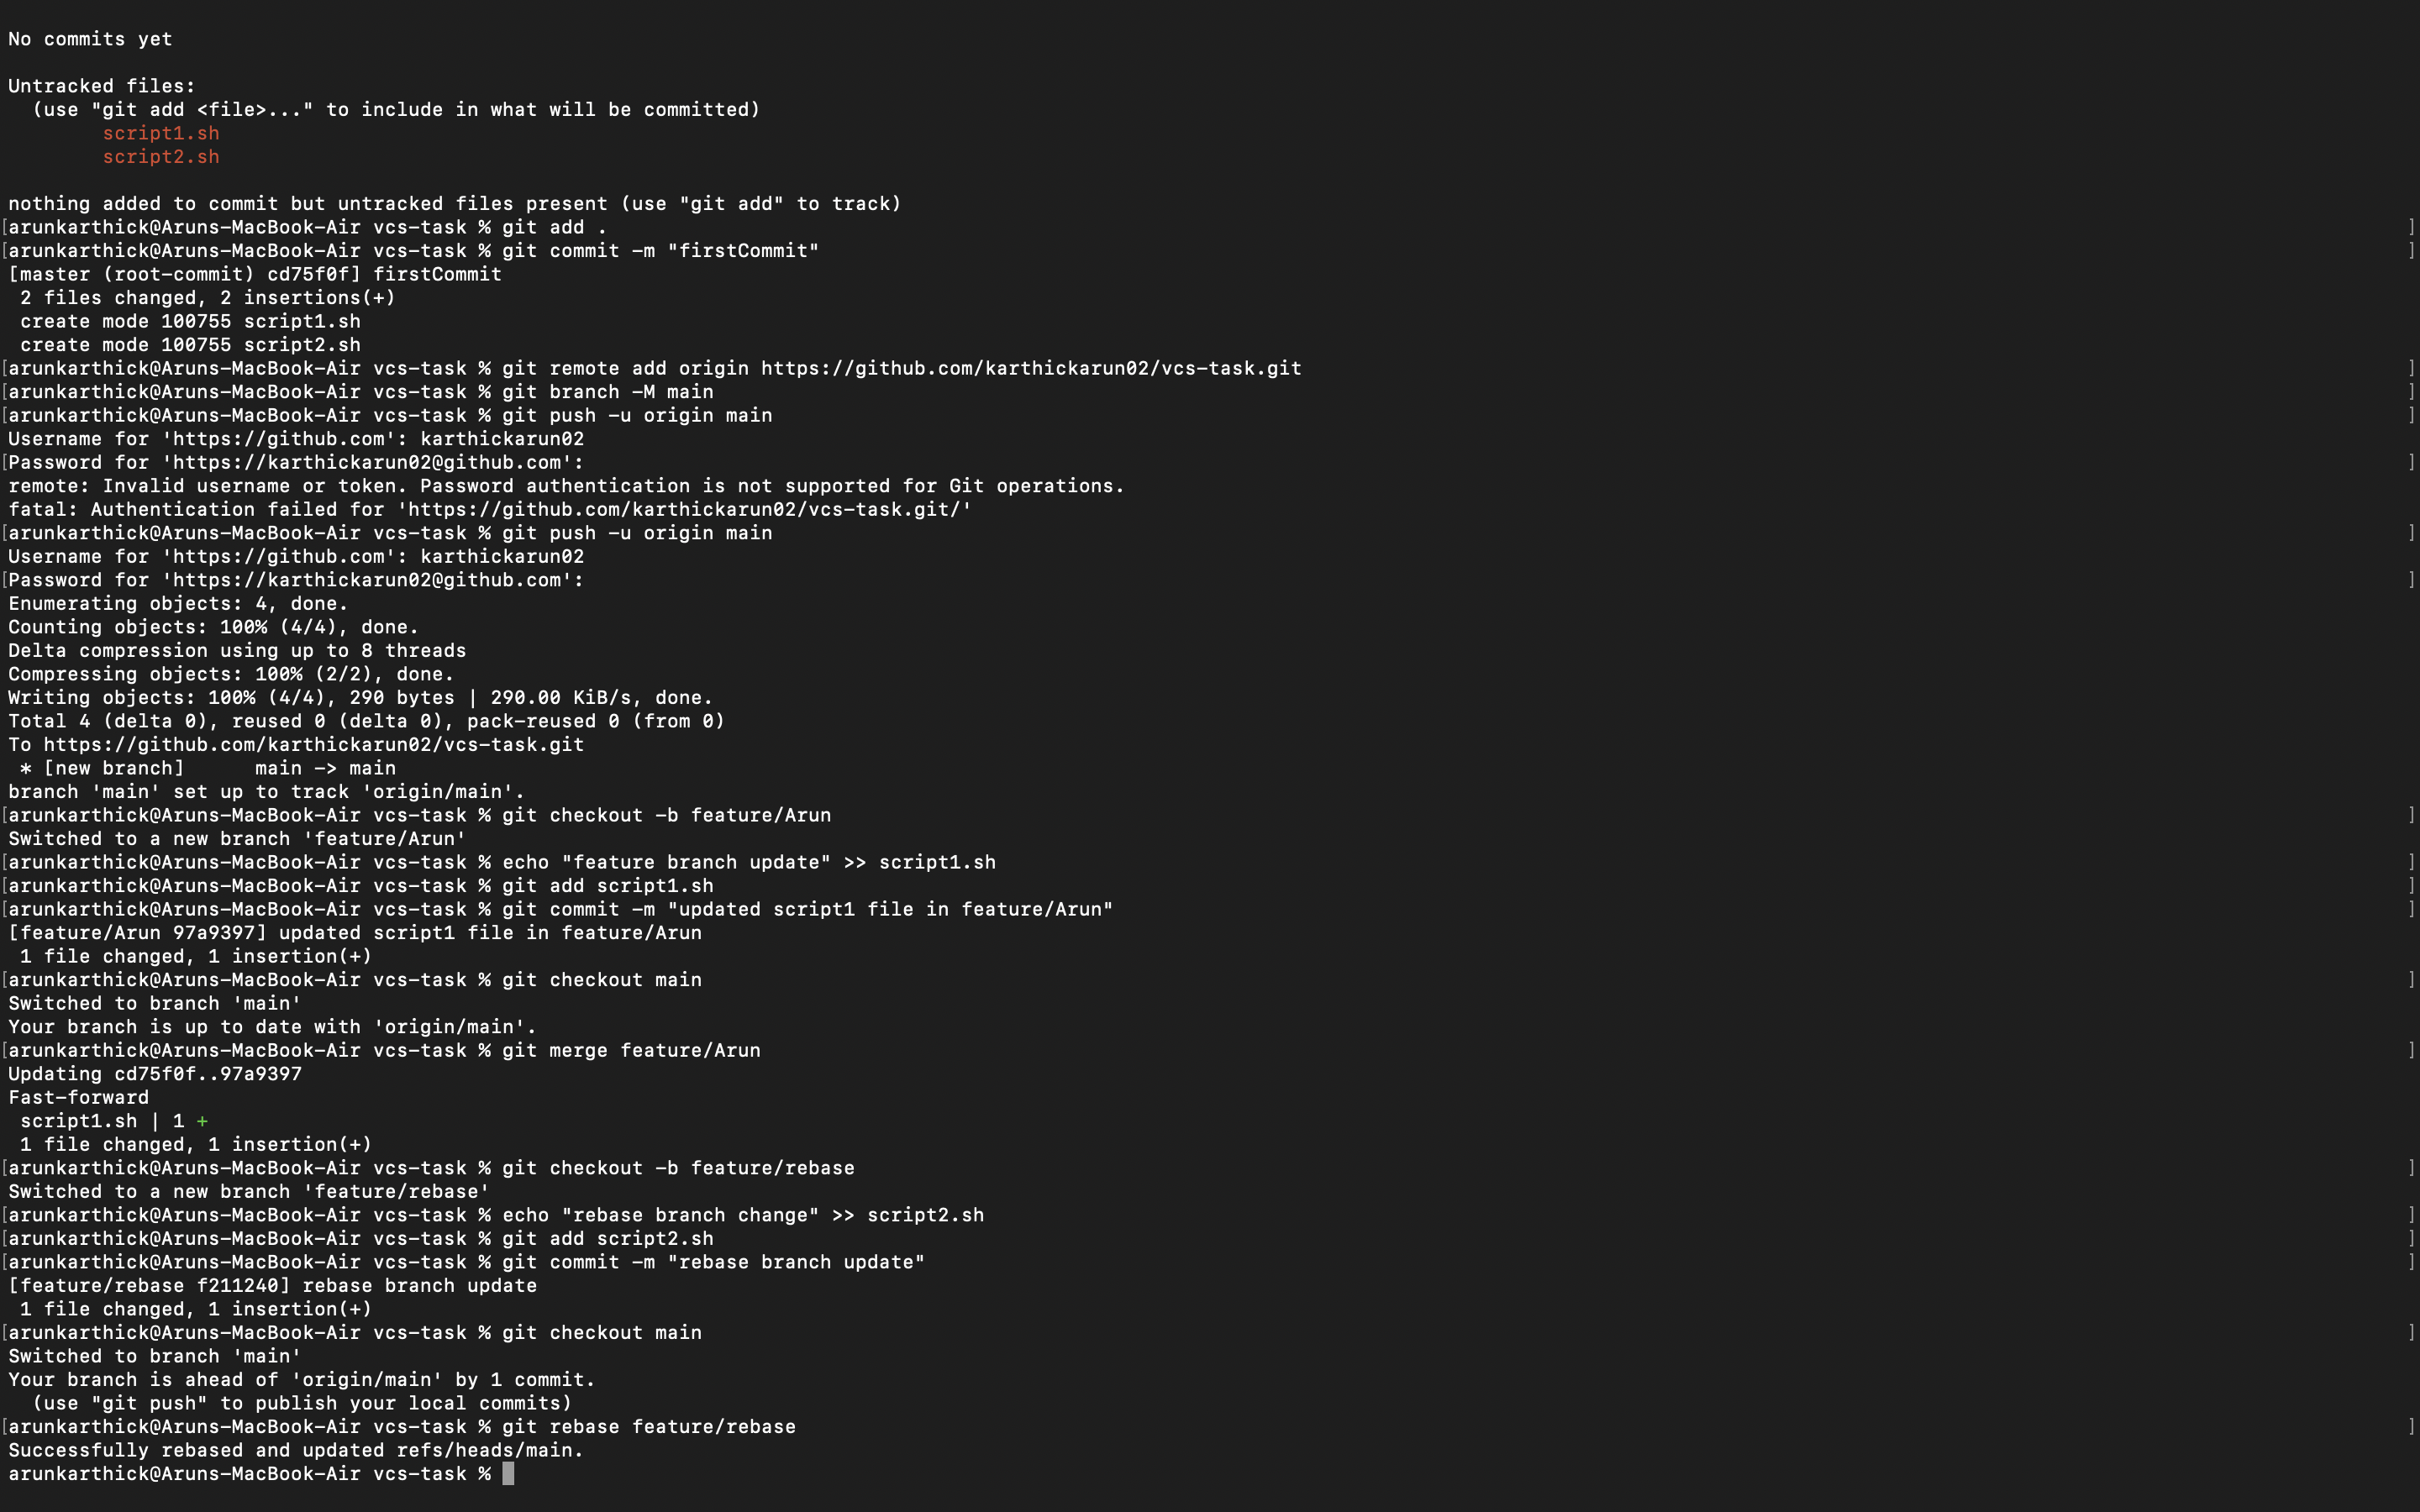 No commits yet
Untracked files:
  (use "git add <file>..." to include in what will be committed)
        script1.sh
        script2.sh
nothing added to commit but untracked files present (use "git add" to track)
[arunkarthick@Aruns-MacBook-Air vcs-task % git add . ]
[arunkarthick@Aruns-MacBook-Air vcs-task % git commit -m "firstCommit" ]
[master (root-commit) cd75f0f] firstCommit
 2 files changed, 2 insertions(+)
 create mode 100755 script1.sh
 create mode 100755 script2.sh
[arunkarthick@Aruns-MacBook-Air vcs-task % git remote add origin https://github.com/karthickarun02/vcs-task.git ]
[arunkarthick@Aruns-MacBook-Air vcs-task % git branch -M main ]
[arunkarthick@Aruns-MacBook-Air vcs-task % git push -u origin main ]
Username for 'https://github.com': karthickarun02
[Password for 'https://karthickarun02@github.com': ]
remote: Invalid username or token. Password authentication is not supported for Git operations.
fatal: Authentication failed for 'https://github.com/karthickarun02/vcs-task.git/'
[arunkarthick@Aruns-MacBook-Air vcs-task % git push -u origin main ]
Username for 'https://github.com': karthickarun02
[Password for 'https://karthickarun02@github.com': ]
Enumerating objects: 4, done.
Counting objects: 100% (4/4), done.
Delta compression using up to 8 threads
Compressing objects: 100% (2/2), done.
Writing objects: 100% (4/4), 290 bytes | 290.00 KiB/s, done.
Total 4 (delta 0), reused 0 (delta 0), pack-reused 0 (from 0)
To https://github.com/karthickarun02/vcs-task.git
 * [new branch]      main -> main
branch 'main' set up to track 'origin/main'.
[arunkarthick@Aruns-MacBook-Air vcs-task % git checkout -b feature/Arun ]
Switched to a new branch 'feature/Arun'
[arunkarthick@Aruns-MacBook-Air vcs-task % echo "feature branch update" >> script1.sh ]
[arunkarthick@Aruns-MacBook-Air vcs-task % git add script1.sh ]
[arunkarthick@Aruns-MacBook-Air vcs-task % git commit -m "updated script1 file in feature/Arun" ]
[feature/Arun 97a9397] updated script1 file in feature/Arun
 1 file changed, 1 insertion(+)
[arunkarthick@Aruns-MacBook-Air vcs-task % git checkout main ]
Switched to branch 'main'
Your branch is up to date with 'origin/main'.
[arunkarthick@Aruns-MacBook-Air vcs-task % git merge feature/Arun ]
Updating cd75f0f..97a9397
Fast-forward
 script1.sh | 1 +
 1 file changed, 1 insertion(+)
[arunkarthick@Aruns-MacBook-Air vcs-task % git checkout -b feature/rebase ]
Switched to a new branch 'feature/rebase'
[arunkarthick@Aruns-MacBook-Air vcs-task % echo "rebase branch change" >> script2.sh ]
[arunkarthick@Aruns-MacBook-Air vcs-task % git add script2.sh ]
[arunkarthick@Aruns-MacBook-Air vcs-task % git commit -m "rebase branch update" ]
[feature/rebase f211240] rebase branch update
 1 file changed, 1 insertion(+)
[arunkarthick@Aruns-MacBook-Air vcs-task % git checkout main ]
Switched to branch 'main'
Your branch is ahead of 'origin/main' by 1 commit.
  (use "git push" to publish your local commits)
[arunkarthick@Aruns-MacBook-Air vcs-task % git rebase feature/rebase ]
Successfully rebased and updated refs/heads/main.
arunkarthick@Aruns-MacBook-Air vcs-task %